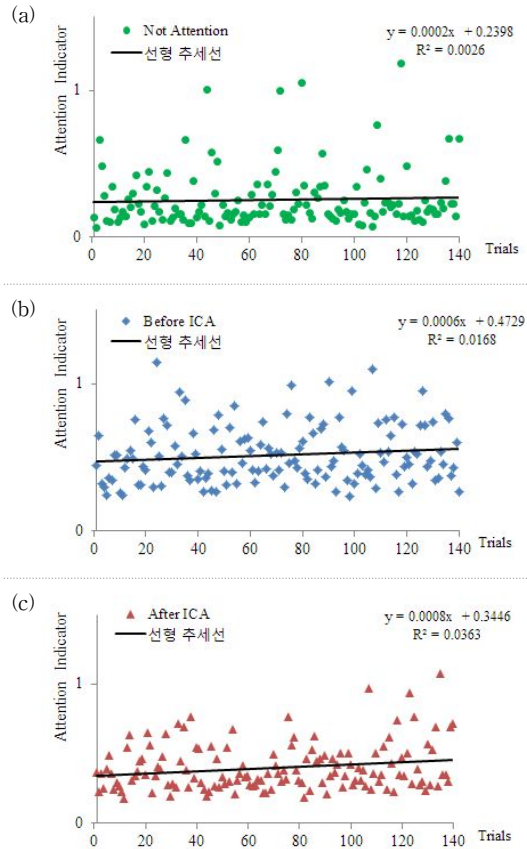 (a)
Attention Indicator
Not Attention
선형 추세선
y = 0.0002x + 0.2398
R² = 0.0026
1
0
0 20 40 60 80 100 120 140
Trials
(b)
Attention Indicator
Before ICA
선형 추세선
y = 0.0006x + 0.4729
R² = 0.0168
1
0
0 20 40 60 80 100 120 140
Trials
(c)
Attention Indicator
After ICA
선형 추세선
y = 0.0008x + 0.3446
R² = 0.0363
1
0
0 20 40 60 80 100 120 140
Trials